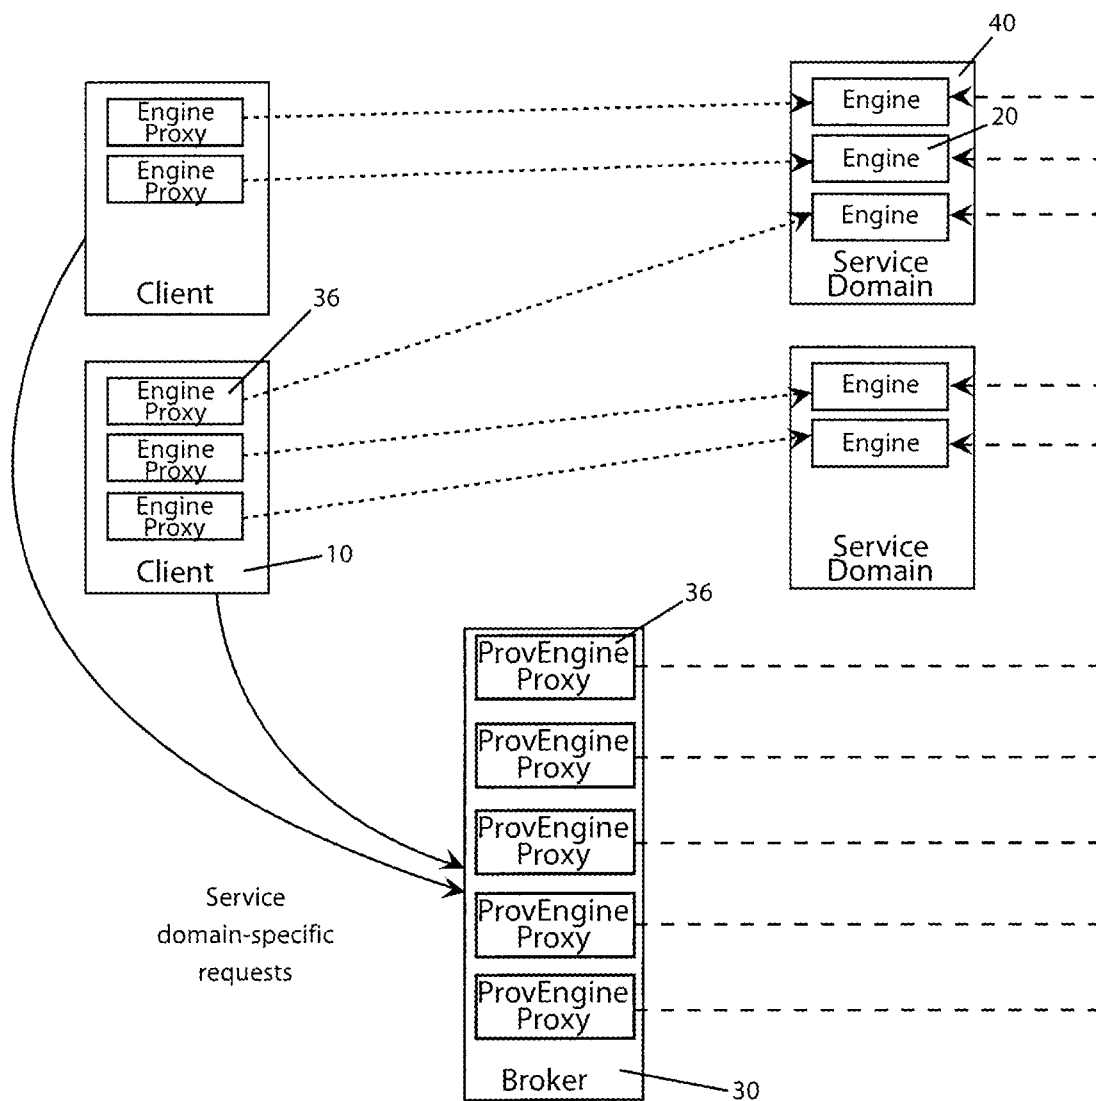 40
Engine
Proxy
Engine
Proxy
Client
Engine
20
Engine
Engine
Service
Domain
36
Engine
Proxy
Engine
Proxy
Engine
Proxy
Client
10
Engine
Engine
Service
Domain
36
ProvEngine
Proxy
ProvEngine
Proxy
ProvEngine
Proxy
ProvEngine
Proxy
ProvEngine
Proxy
Broker
30
Service
domain-specific
requests